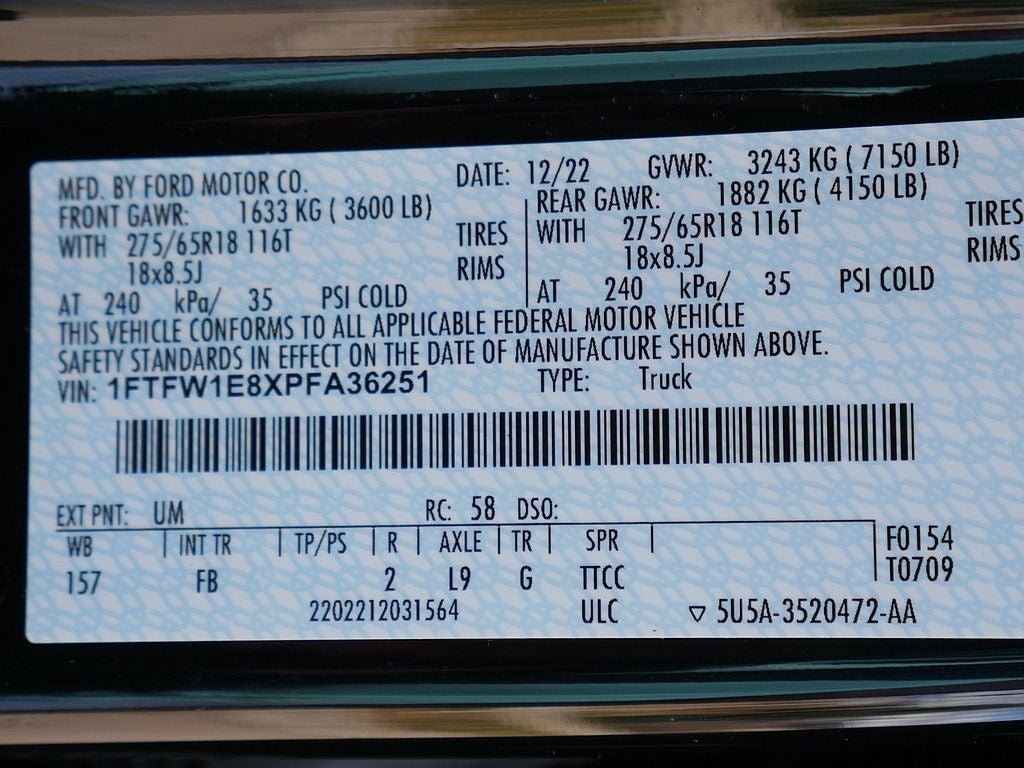 MFD. BY FORD MOTOR CO. DATE: 12/22 GVWR: 3243 KG ( 7150 LB)
FRONT GAWR: 1633 KG ( 3600 LB) REAR GAWR: 1882 KG ( 4150 LB)
WITH 275/65R18 116T TIRES WITH 275/65R18 116T TIRES
18x8.5J RIMS 18x8.5J RIMS
AT 240 kPa/ 35 PSI COLD AT 240 kPa/ 35 PSI COLD
THIS VEHICLE CONFORMS TO ALL APPLICABLE FEDERAL MOTOR VEHICLE
SAFETY STANDARDS IN EFFECT ON THE DATE OF MANUFACTURE SHOWN ABOVE.
VIN: 1FTFW1E8XPFA36251 TYPE: Truck
EXT PNT: UM RC: 58 DSO:
WB INT TR TP/PS R AXLE TR SPR F0154
157 FB 2 L9 G TTCC T0709
2202212031564 ULC ▽ 5U5A-3520472-AA